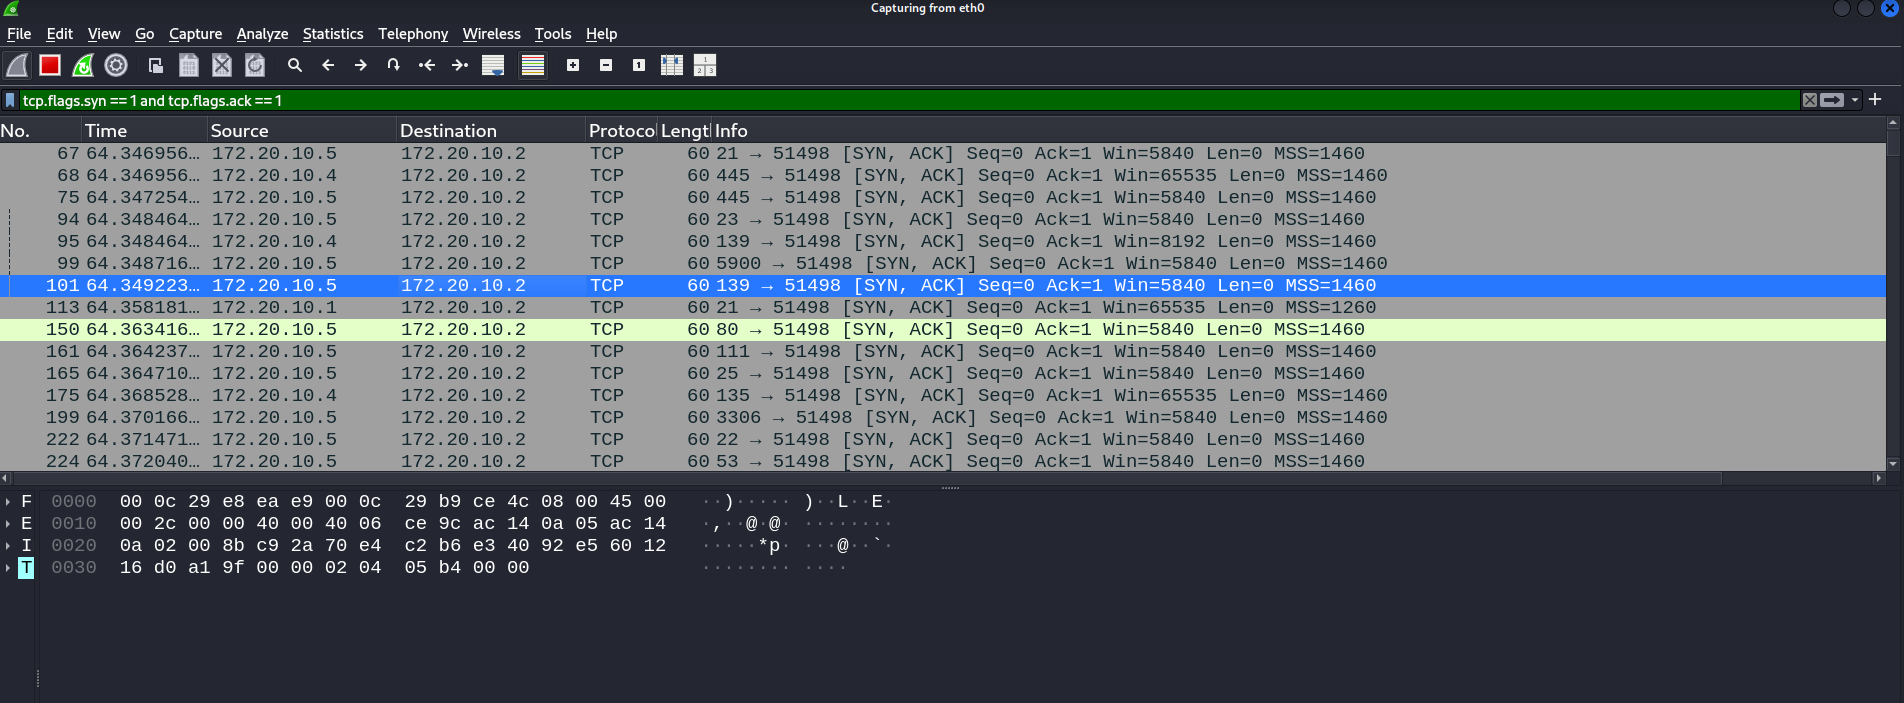 Capturing from eth0
File Edit View Go Capture Analyze Statistics Telephony Wireless Tools Help
tcp.flags.syn == 1 and tcp.flags.ack == 1
No. Time Source Destination Protoco Lengtl Info
67 64.346956… 172.20.10.5 172.20.10.2 TCP 60 21 → 51498 [SYN, ACK] Seq=0 Ack=1 Win=5840 Len=0 MSS=1460
68 64.346956… 172.20.10.4 172.20.10.2 TCP 60 445 → 51498 [SYN, ACK] Seq=0 Ack=1 Win=65535 Len=0 MSS=1460
75 64.347254… 172.20.10.5 172.20.10.2 TCP 60 445 → 51498 [SYN, ACK] Seq=0 Ack=1 Win=5840 Len=0 MSS=1460
94 64.348464… 172.20.10.5 172.20.10.2 TCP 60 23 → 51498 [SYN, ACK] Seq=0 Ack=1 Win=5840 Len=0 MSS=1460
95 64.348464… 172.20.10.4 172.20.10.2 TCP 60 139 → 51498 [SYN, ACK] Seq=0 Ack=1 Win=8192 Len=0 MSS=1460
99 64.348716… 172.20.10.5 172.20.10.2 TCP 60 5900 → 51498 [SYN, ACK] Seq=0 Ack=1 Win=5840 Len=0 MSS=1460
101 64.349223… 172.20.10.5 172.20.10.2 TCP 60 139 → 51498 [SYN, ACK] Seq=0 Ack=1 Win=5840 Len=0 MSS=1460
113 64.358181… 172.20.10.1 172.20.10.2 TCP 60 21 → 51498 [SYN, ACK] Seq=0 Ack=1 Win=65535 Len=0 MSS=1260
150 64.363416… 172.20.10.5 172.20.10.2 TCP 60 80 → 51498 [SYN, ACK] Seq=0 Ack=1 Win=5840 Len=0 MSS=1460
161 64.364237… 172.20.10.5 172.20.10.2 TCP 60 111 → 51498 [SYN, ACK] Seq=0 Ack=1 Win=5840 Len=0 MSS=1460
165 64.364710… 172.20.10.5 172.20.10.2 TCP 60 25 → 51498 [SYN, ACK] Seq=0 Ack=1 Win=5840 Len=0 MSS=1460
175 64.368528… 172.20.10.4 172.20.10.2 TCP 60 135 → 51498 [SYN, ACK] Seq=0 Ack=1 Win=65535 Len=0 MSS=1460
199 64.370166… 172.20.10.5 172.20.10.2 TCP 60 3306 → 51498 [SYN, ACK] Seq=0 Ack=1 Win=5840 Len=0 MSS=1460
222 64.371471… 172.20.10.5 172.20.10.2 TCP 60 22 → 51498 [SYN, ACK] Seq=0 Ack=1 Win=5840 Len=0 MSS=1460
224 64.372040… 172.20.10.5 172.20.10.2 TCP 60 53 → 51498 [SYN, ACK] Seq=0 Ack=1 Win=5840 Len=0 MSS=1460
F 0000 00 0c 29 e8 ea e9 00 0c 29 b9 ce 4c 08 00 45 00 ··)····· )··L··E·
E 0010 00 2c 00 00 40 00 40 06 ce 9c ac 14 0a 05 ac 14 ·,··@·@· ········
I 0020 0a 02 00 8b c9 2a 70 e4 c2 b6 e3 40 92 e5 60 12 ·····*p· ···@··`·
T 0030 16 d0 a1 9f 00 00 02 04 05 b4 00 00 ········ ····